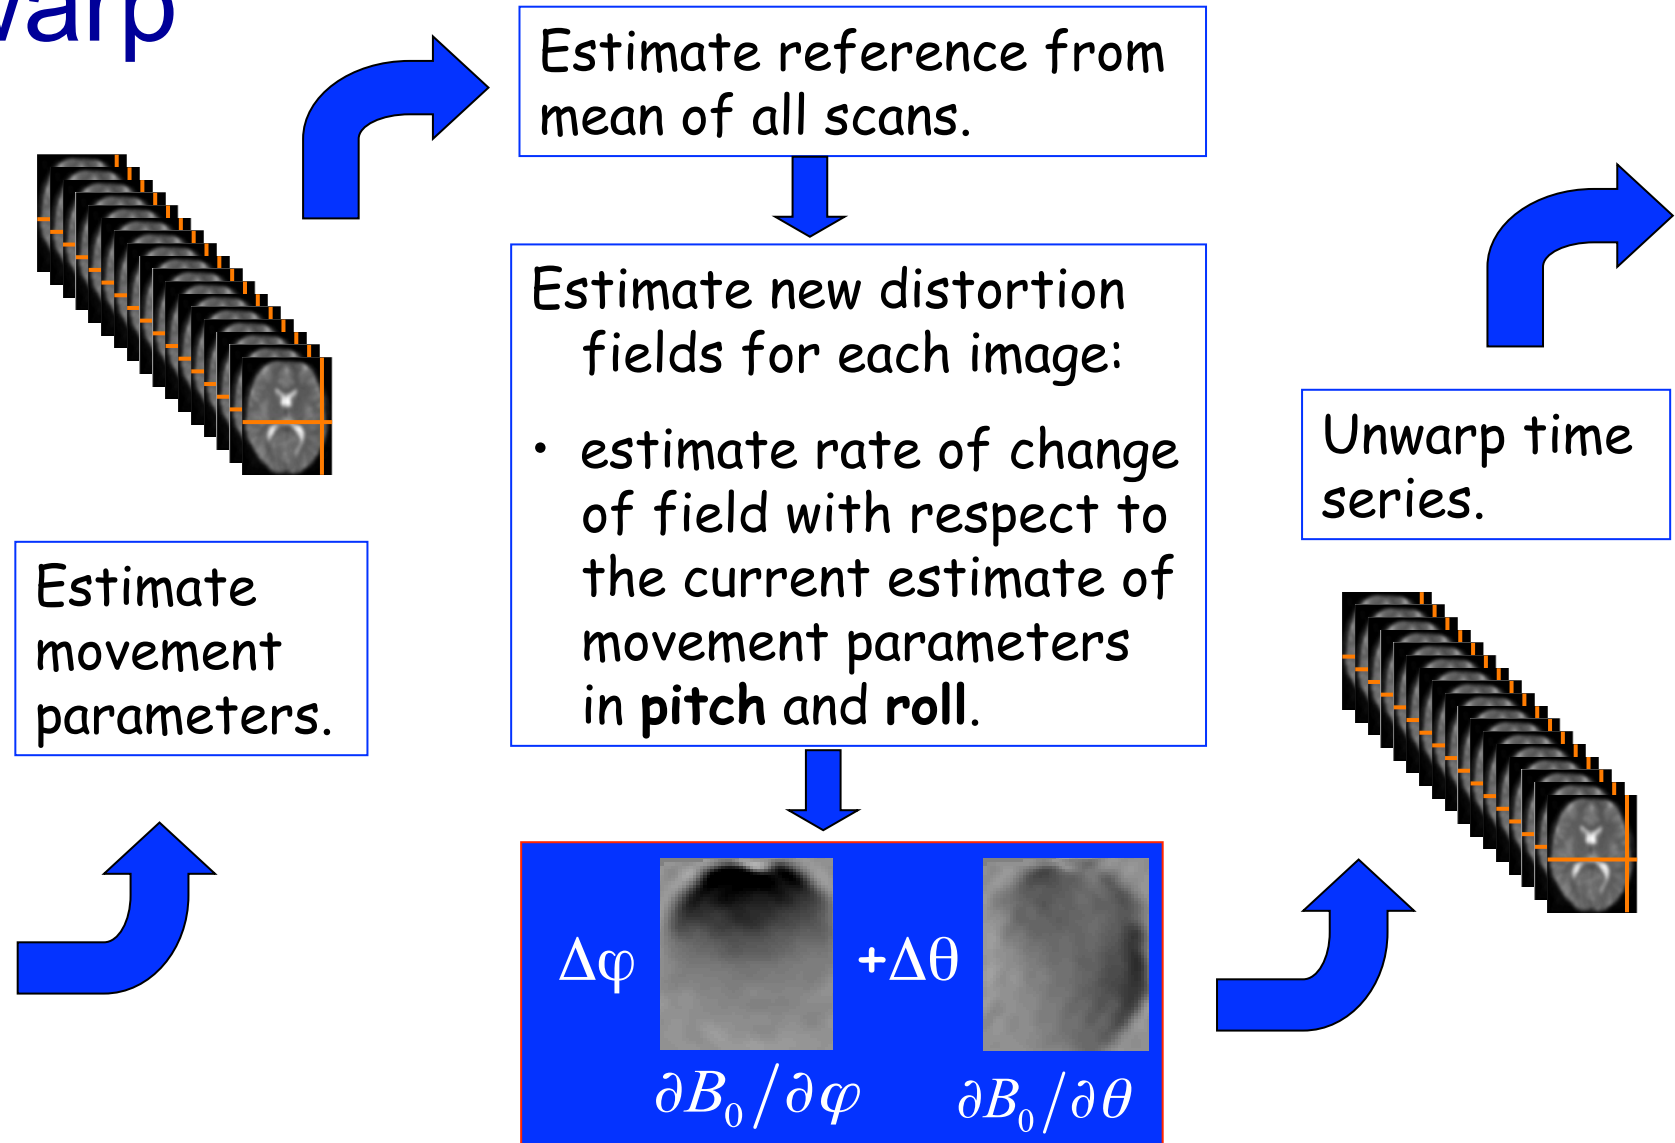 warp
Estimate reference from
mean of all scans.
Estimate new distortion
fields for each image:
• estimate rate of change
of field with respect to
the current estimate of
movement parameters
in pitch and roll.
Estimate
movement
parameters.
Unwarp time
series.
Δφ +Δθ
∂B₀/∂φ ∂B₀/∂θ